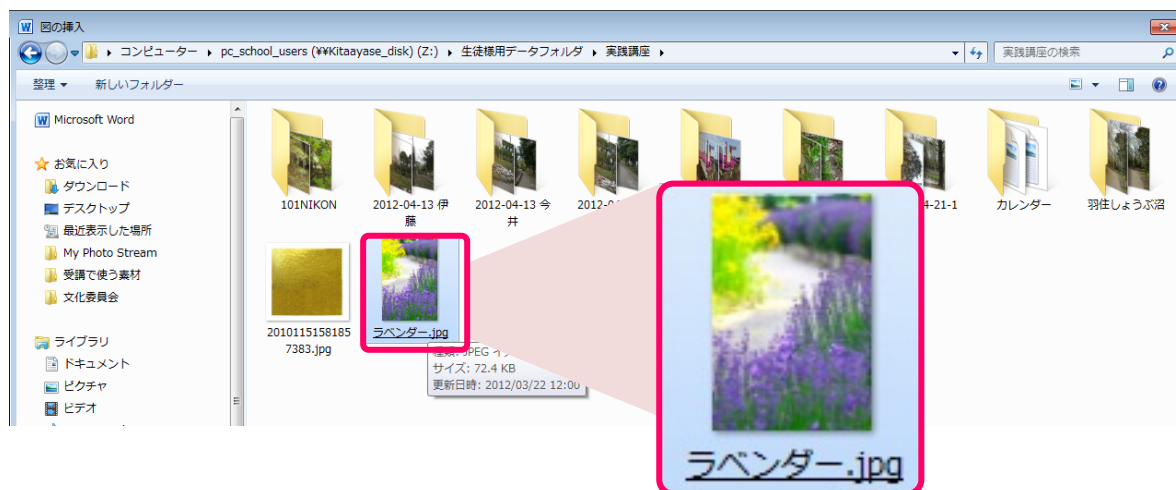 図の挿入
コンピューター ▸ pc_school_users (¥¥Kitaayase_disk) (Z:) ▸ 生徒様用データフォルダ ▸ 実践講座 ▸
実践講座の検索
整理 ▼ 新しいフォルダー
Microsoft Word
お気に入り
ダウンロード
デスクトップ
最近表示した場所
My Photo Stream
受講で使う素材
文化委員会
ライブラリ
ドキュメント
ピクチャ
ビデオ
101NIKON
2012-04-13 伊
藤
2012-04-13 今
井
4-21-1
カレンダー
羽住しょうぶ沼
2010115158185
7383.jpg
ラベンダー.jpg
種類: JPEG イ
サイズ: 72.4 KB
更新日時: 2012/03/22 12:00
ラベンダー.jpg